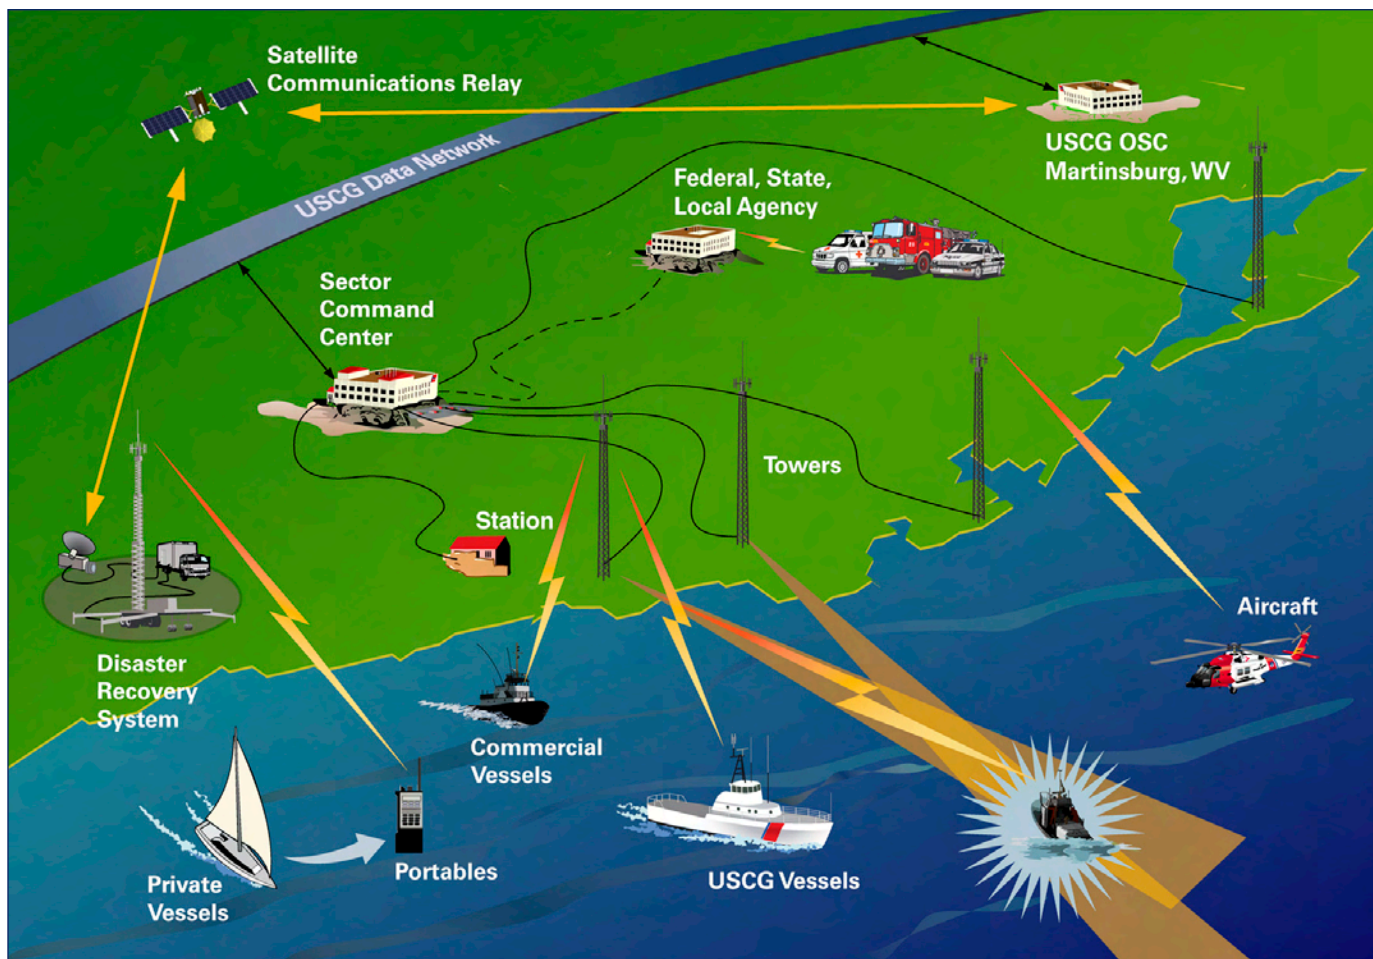 Satellite
Communications Relay
USCG OSC
Martinsburg, WV
USCG Data Network
Federal, State,
Local Agency
Sector
Command
Center
Towers
Station
Aircraft
Disaster
Recovery
System
Commercial
Vessels
Portables
USCG Vessels
Private
Vessels